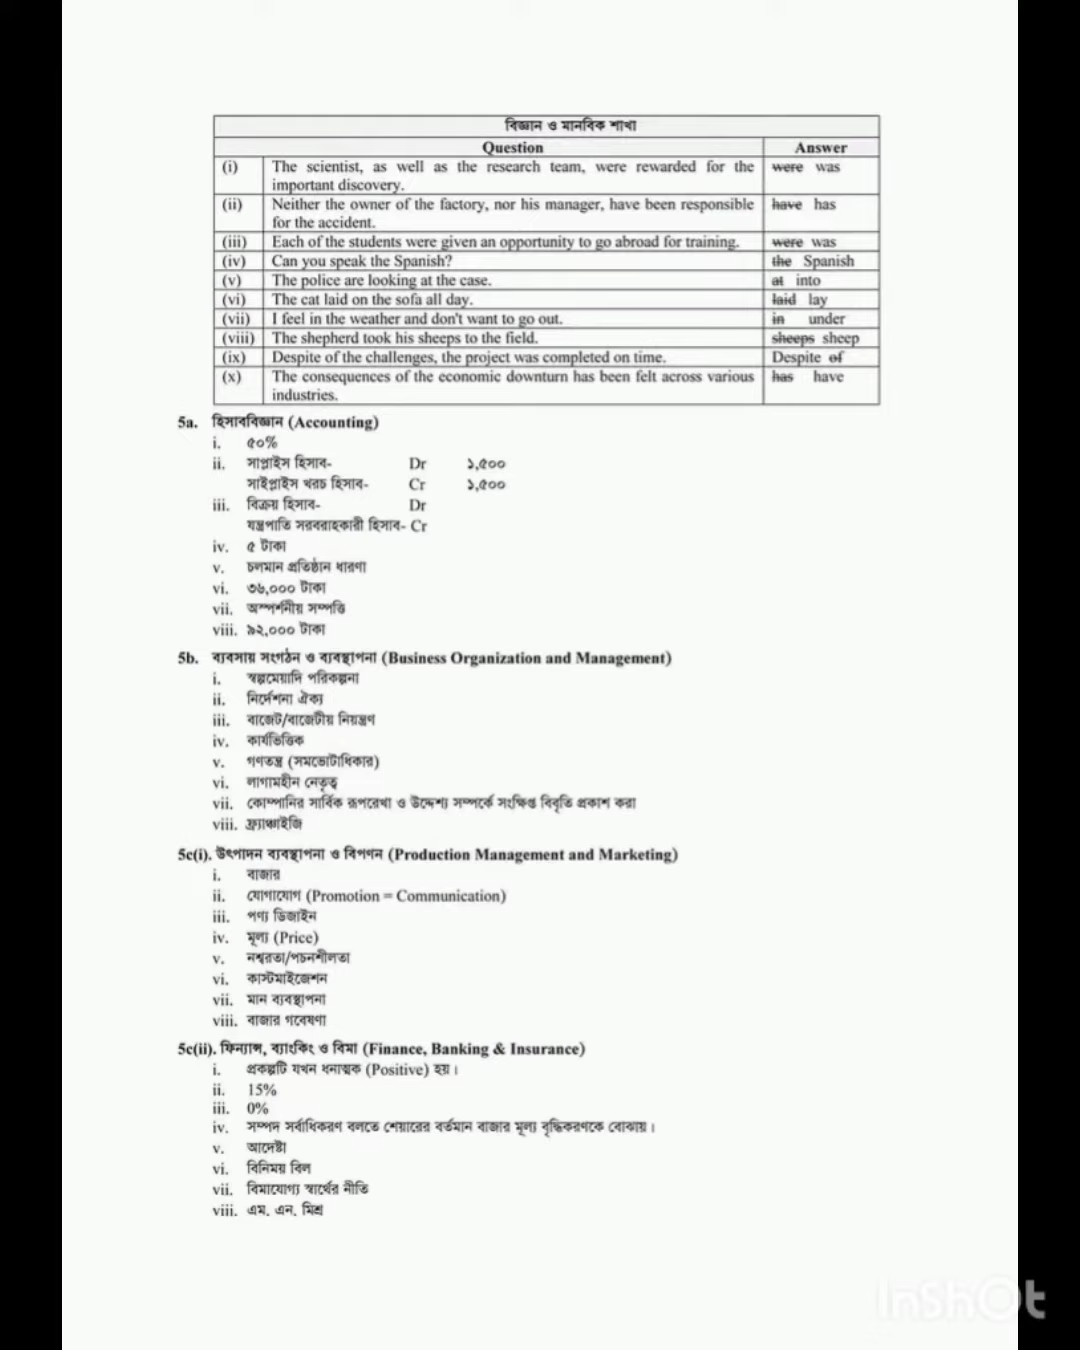 বিজ্ঞান ও মানবিক শাখা
Question Answer
(i) The scientist, as well as the research team, were rewarded for the were was
important discovery.
(ii) Neither the owner of the factory, nor his manager, have been responsible have has
for the accident.
(iii) Each of the students were given an opportunity to go abroad for training. were was
(iv) Can you speak the Spanish? the Spanish
(v) The police are looking at the case. at into
(vi) The cat laid on the sofa all day. laid lay
(vii) I feel in the weather and don't want to go out. in under
(viii) The shepherd took his sheeps to the field. sheeps sheep
(ix) Despite of the challenges, the project was completed on time. Despite of
(x) The consequences of the economic downturn has been felt across various has have
industries.
5a. হিসাববিজ্ঞান (Accounting)
i. ৫০%
ii. সাপ্লাইস হিসাব- Dr ১,৫০০
সাইপ্লাইস খরচ হিসাব- Cr ১,৫০০
iii. বিক্রয় হিসাব- Dr
যন্ত্রপাতি সরবরাহকারী হিসাব- Cr
iv. ৫ টাকা
v. চলমান প্রতিষ্ঠান ধারণা
vi. ৩৬,০০০ টাকা
vii. অস্পর্শনীয় সম্পত্তি
viii. ৯২,০০০ টাকা
5b. ব্যবসায় সংগঠন ও ব্যবস্থাপনা (Business Organization and Management)
i. স্বল্পমেয়াদি পরিকল্পনা
ii. নির্দেশনা ঐক্য
iii. বাজেট/বাজেটীয় নিয়ন্ত্রণ
iv. কার্যভিত্তিক
v. গণতন্ত্র (সমভোটাধিকার)
vi. লাগামহীন নেতৃত্ব
vii. কোম্পানির সার্বিক রূপরেখা ও উদ্দেশ্য সম্পর্কে সংক্ষিপ্ত বিবৃতি প্রকাশ করা
viii. ফ্র্যাঞ্চাইজি
5c(i). উৎপাদন ব্যবস্থাপনা ও বিপণন (Production Management and Marketing)
i. বাজার
ii. যোগাযোগ (Promotion = Communication)
iii. পণ্য ডিজাইন
iv. মূল্য (Price)
v. নশ্বরতা/পচনশীলতা
vi. কাস্টমাইজেশন
vii. মান ব্যবস্থাপনা
viii. বাজার গবেষণা
5c(ii). ফিন্যান্স, ব্যাংকিং ও বিমা (Finance, Banking & Insurance)
i. প্রকল্পটি যখন ধনাত্মক (Positive) হয়।
ii. 15%
iii. 0%
iv. সম্পদ সর্বাধিকরণ বলতে শেয়ারের বর্তমান বাজার মূল্য বৃদ্ধিকরণকে বোঝায়।
v. আদেষ্টা
vi. বিনিময় বিল
vii. বিমাযোগ্য স্বার্থের নীতি
viii. এম. এন. মিশ্র
InShOt